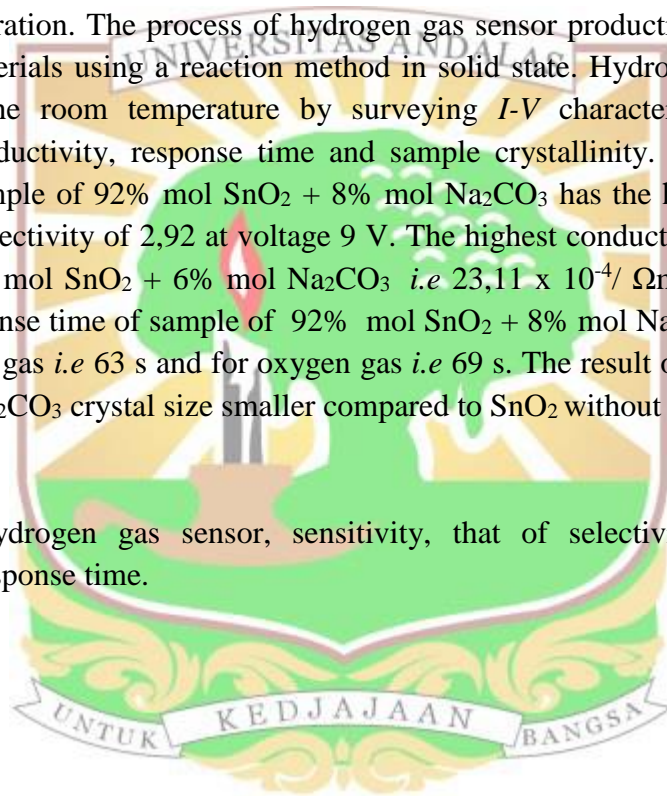 ration. The process of hydrogen gas sensor producti
UNIVERSITAS ANDALAS
erials using a reaction method in solid state. Hydro
ne room temperature by surveying I-V character
ductivity, response time and sample crystallinity.
mple of 92% mol SnO₂ + 8% mol Na₂CO₃ has the h
ectivity of 2,92 at voltage 9 V. The highest conduct
mol SnO₂ + 6% mol Na₂CO₃ i.e 23,11 x 10⁻⁴/ Ωm
onse time of sample of 92% mol SnO₂ + 8% mol Na
gas i.e 63 s and for oxygen gas i.e 69 s. The result o
₂CO₃ crystal size smaller compared to SnO₂ without
ydrogen gas sensor, sensitivity, that of selectiv
sponse time.
UNTUK KEDJAJAAN BANGSA